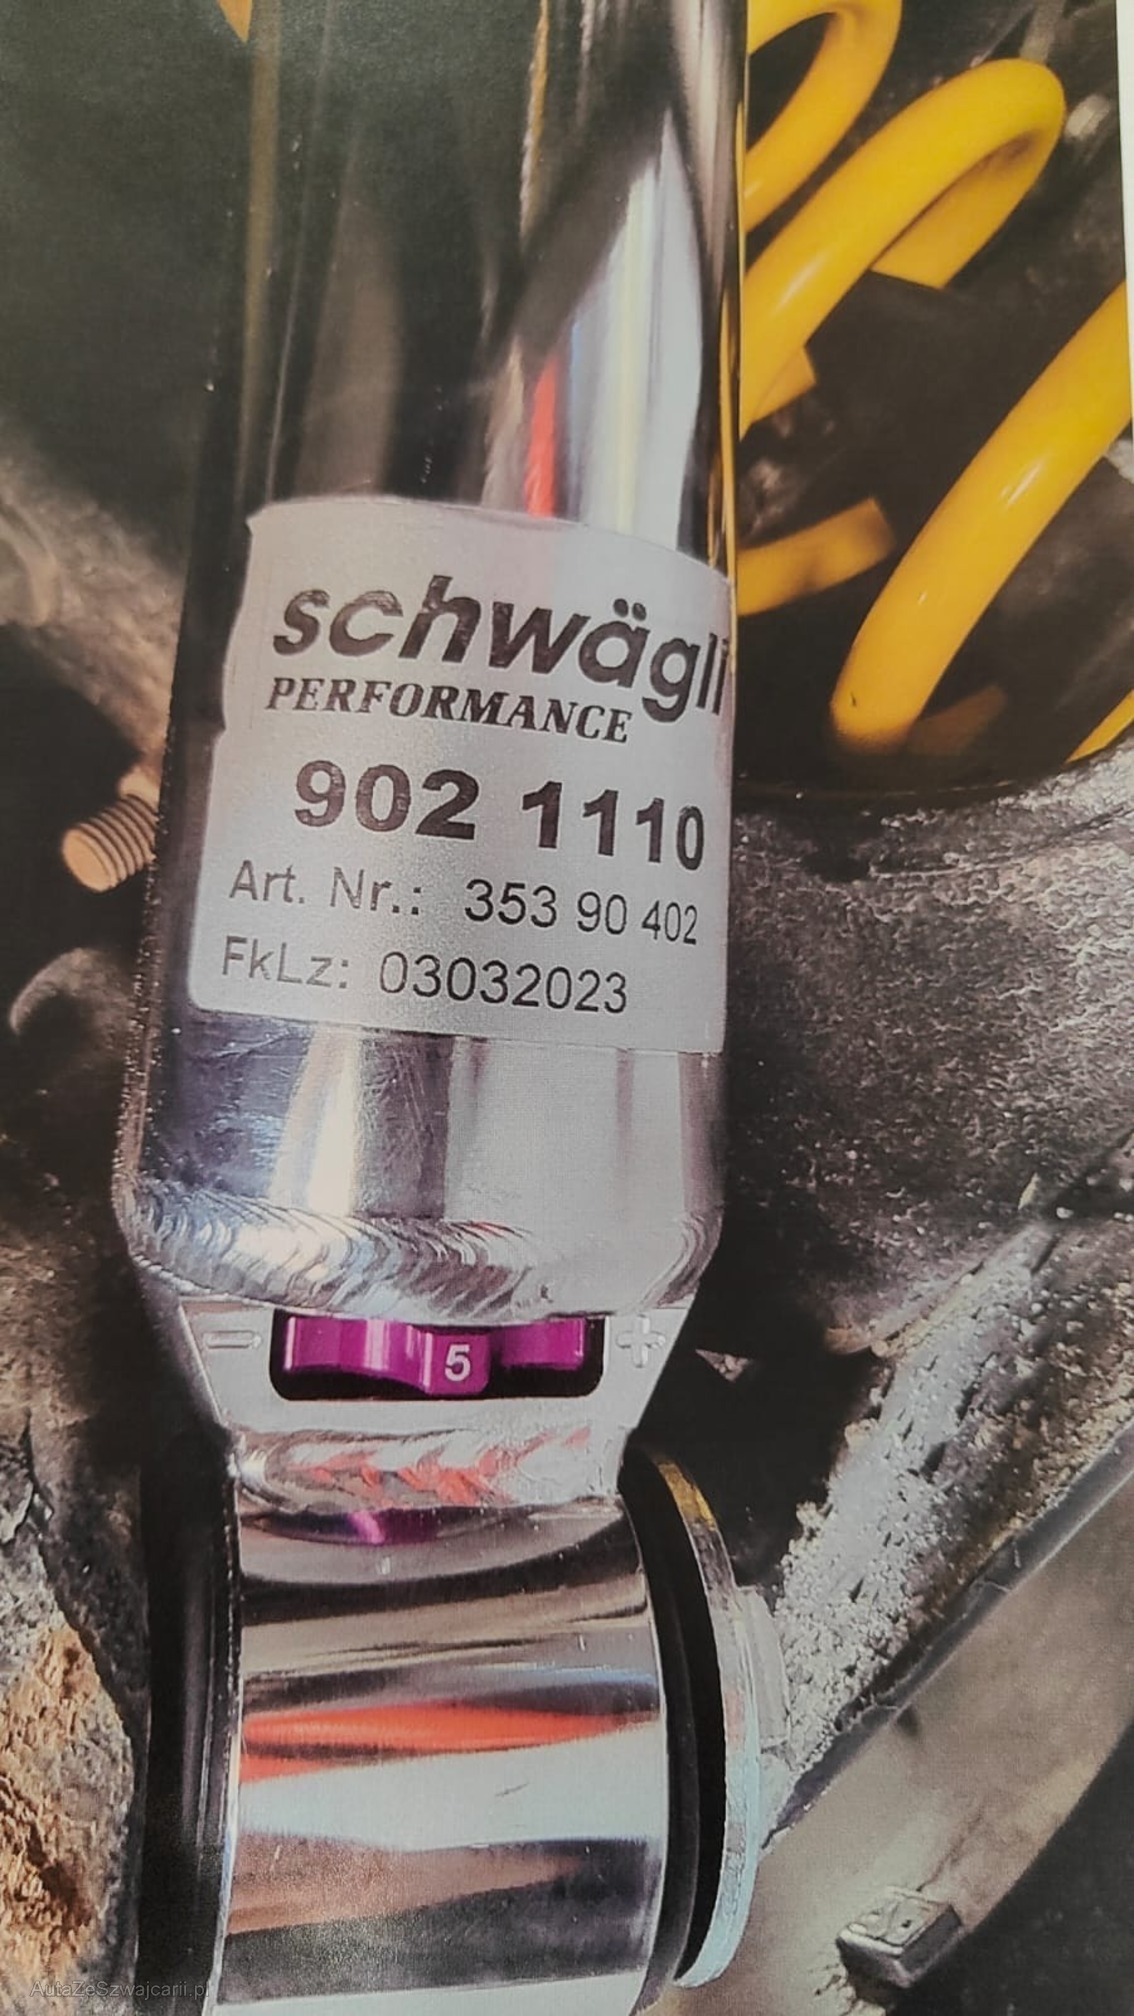 schwägli
PERFORMANCE
902 1110
Art. Nr.: 353 90 402
FkLz: 03032023
− 5 +
AutaZeSzwajcarii.pl